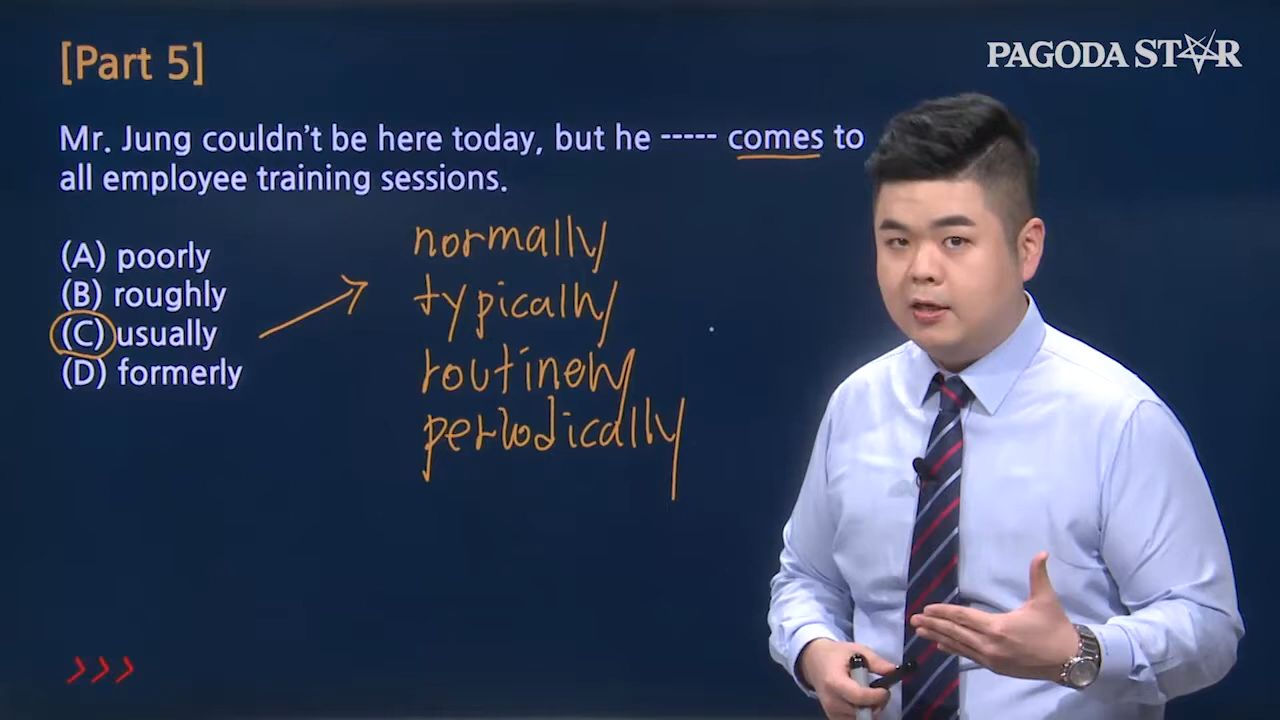 [Part 5]
PAGODA STAR
Mr. Jung couldn't be here today, but he ----- comes to
all employee training sessions.
(A) poorly
(B) roughly
(C) usually
(D) formerly
normally
typically
routinely
periodically
>>>